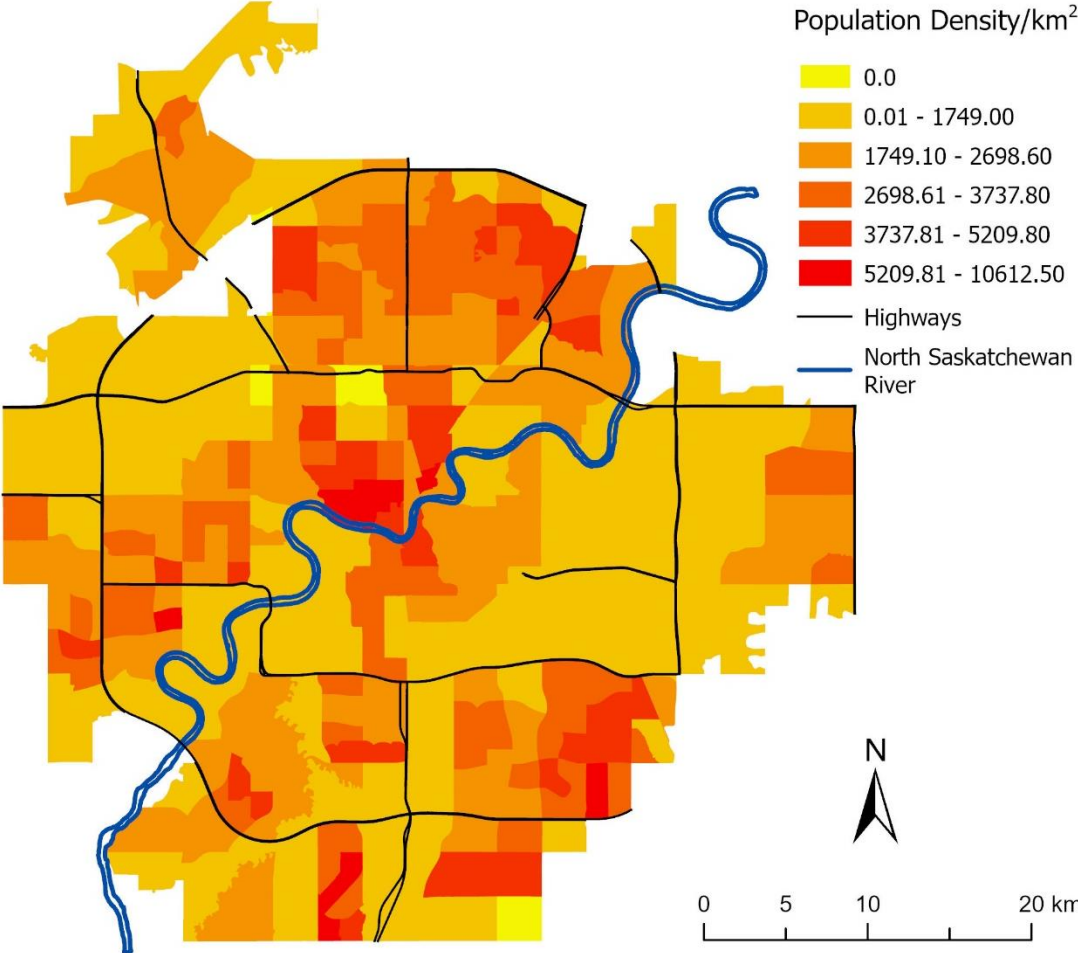 Population Density/km²
0.0
0.01 - 1749.00
1749.10 - 2698.60
2698.61 - 3737.80
3737.81 - 5209.80
5209.81 - 10612.50
Highways
North Saskatchewan
River
N
0 5 10 20 km